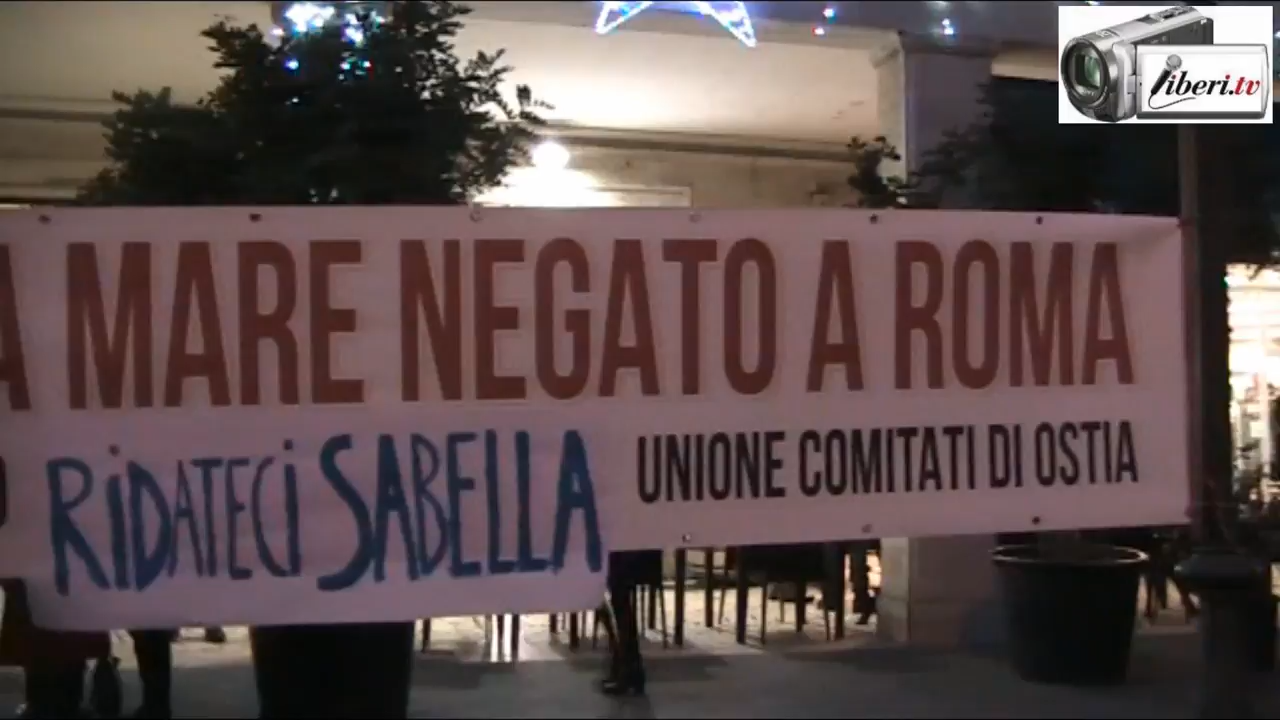 liberi.tv
A MARE NEGATO A ROMA
RiDATECi SABELLA
UNIONE COMITATI DI OSTIA